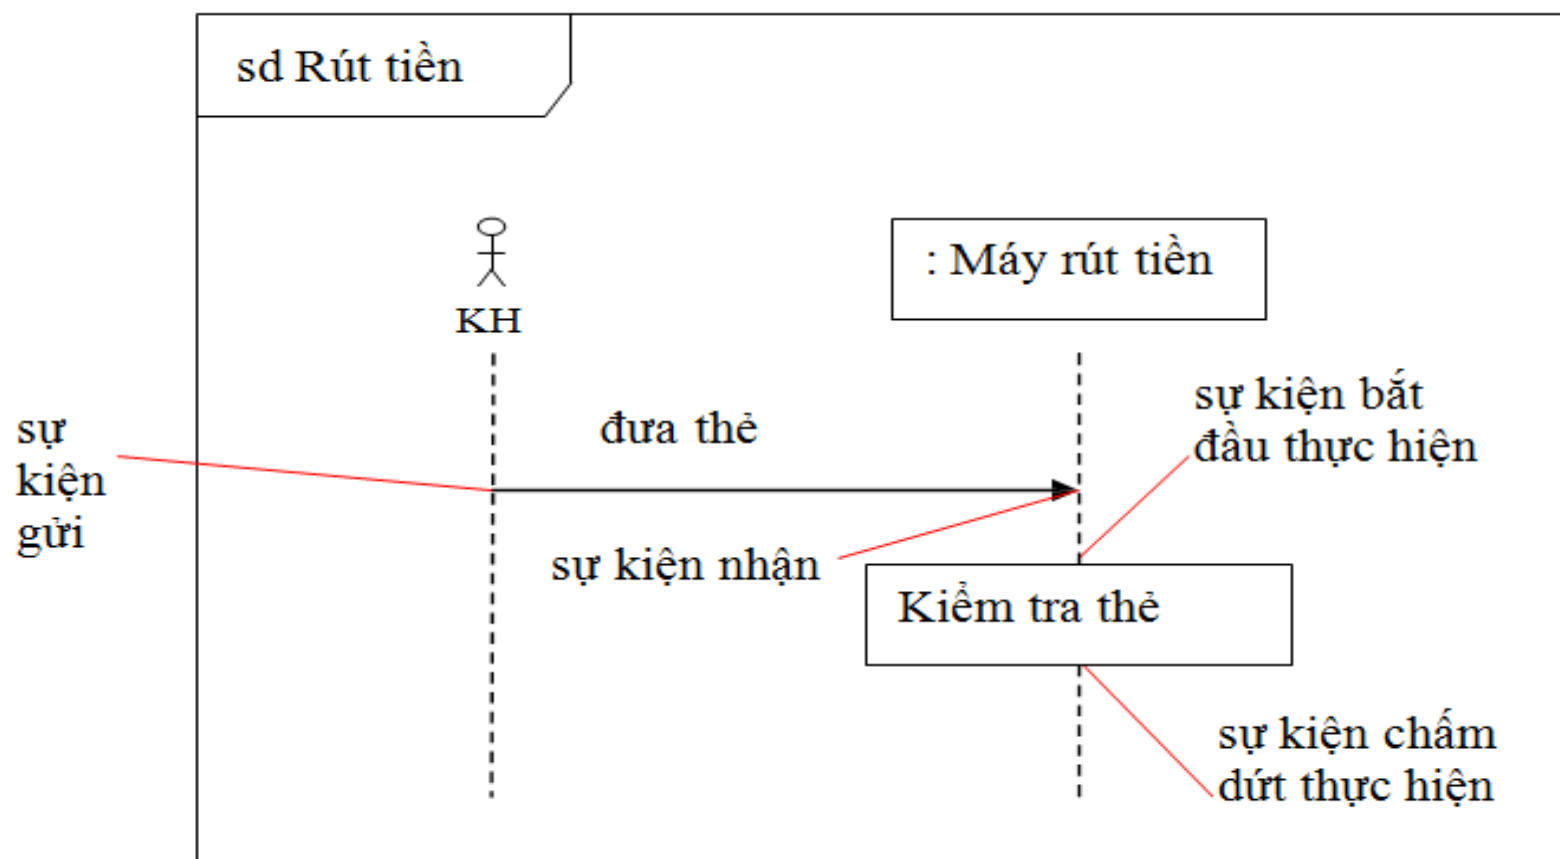 sd Rút tiền
: Máy rút tiền
KH
sự kiện bắt
đầu thực hiện
sự
kiện
gửi
đưa thẻ
sự kiện nhận
Kiểm tra thẻ
sự kiện chấm
dứt thực hiện